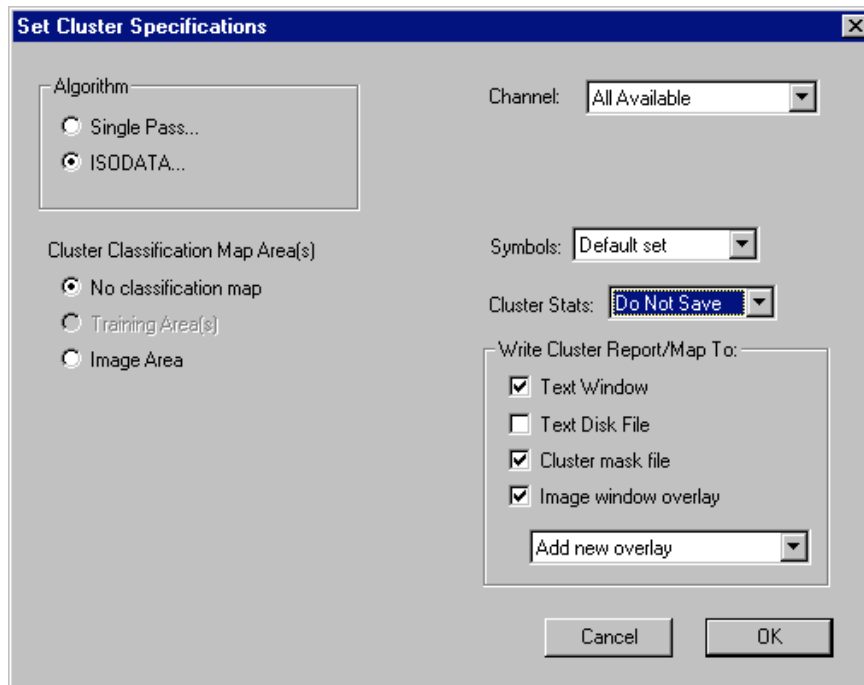 Set Cluster Specifications
Algorithm
Single Pass...
ISODATA...
Channel: All Available
Cluster Classification Map Area(s)
No classification map
Training Area(s)
Image Area
Symbols: Default set
Cluster Stats: Do Not Save
Write Cluster Report/Map To:
Text Window
Text Disk File
Cluster mask file
Image window overlay
Add new overlay
Cancel
OK